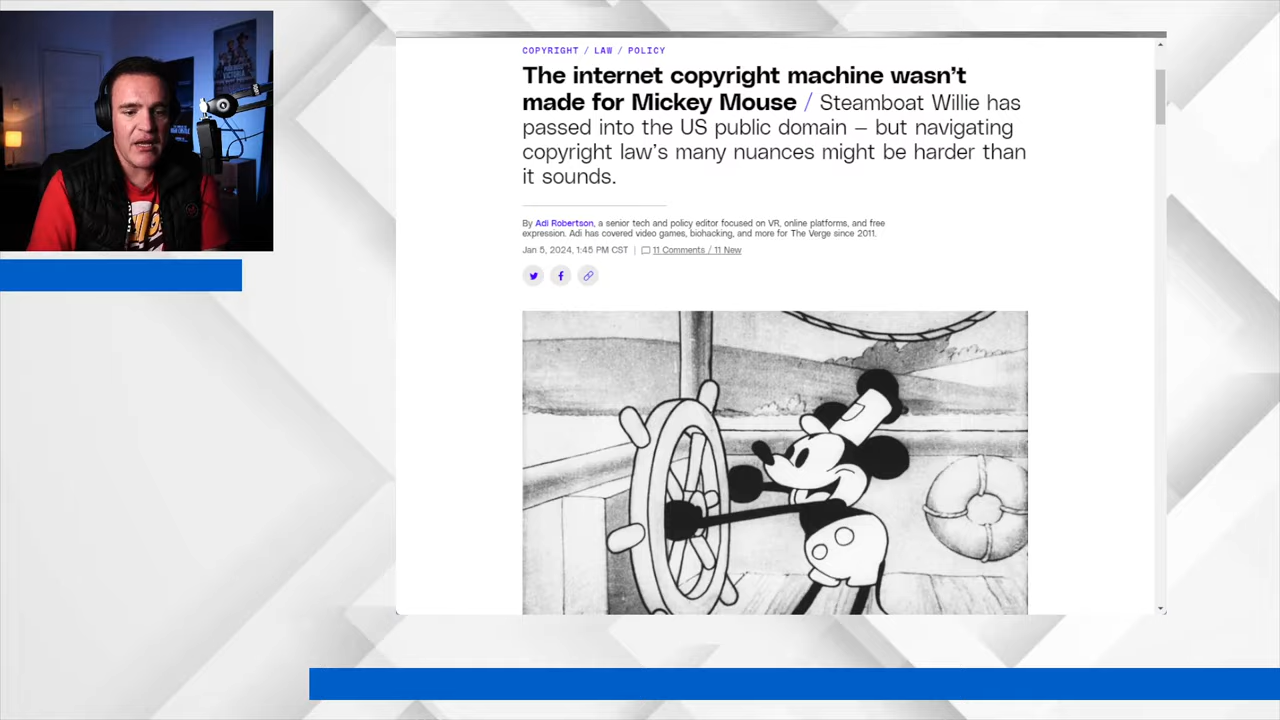 COPYRIGHT / LAW / POLICY
The internet copyright machine wasn’t
made for Mickey Mouse / Steamboat Willie has
passed into the US public domain — but navigating
copyright law’s many nuances might be harder than
it sounds.
By Adi Robertson, a senior tech and policy editor focused on VR, online platforms, and free
expression. Adi has covered video games, biohacking, and more for The Verge since 2011.
Jan 5, 2024, 1:45 PM CST | 11 Comments / 11 New